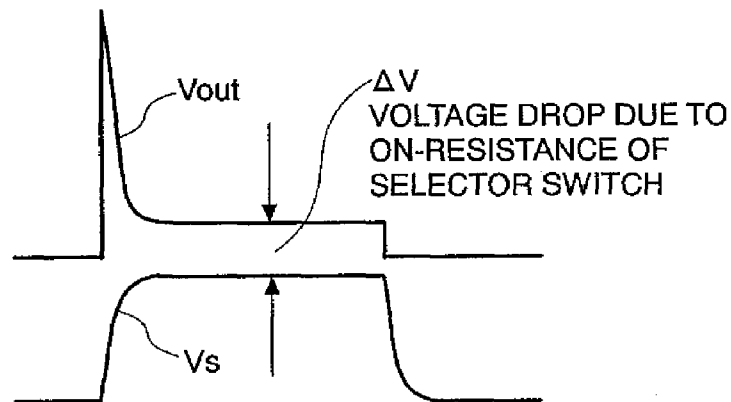 Vout
ΔV
VOLTAGE DROP DUE TO
ON-RESISTANCE OF
SELECTOR SWITCH
Vs